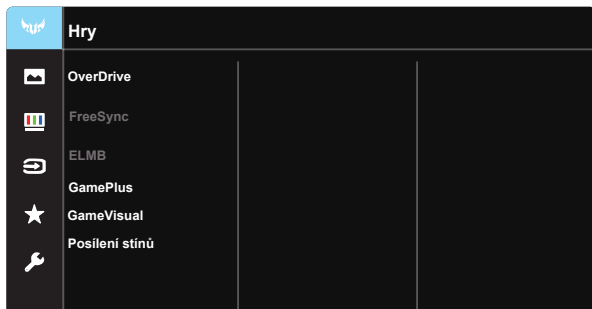 Hry
OverDrive
FreeSync
ELMB
GamePlus
GameVisual
Posílení stínů